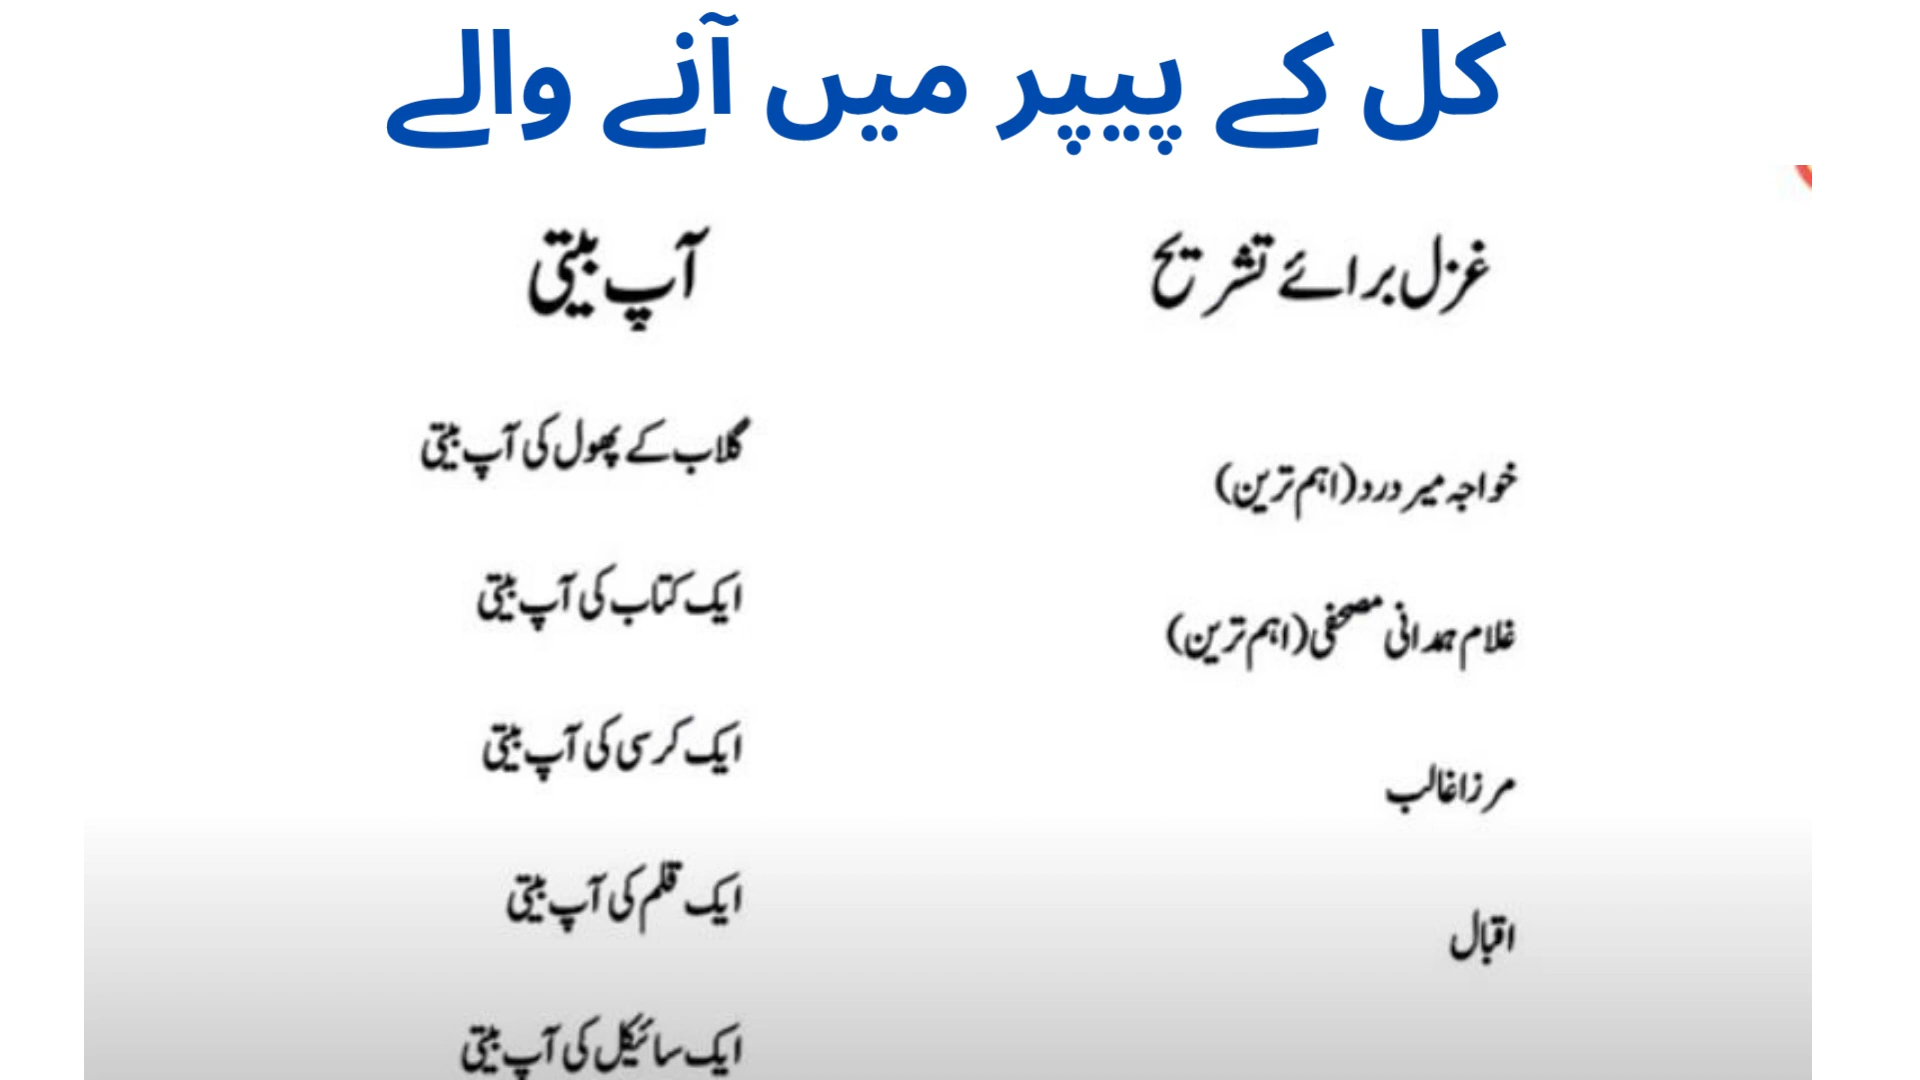 کل کے پیپر میں آنے والے
غزل برائے تشریح
خواجہ میر درد (اہم ترین)
غلام ہمدانی مصحفی (اہم ترین)
مرزا غالب
اقبال
آپ بیتی
گلاب کے پھول کی آپ بیتی
ایک کتاب کی آپ بیتی
ایک کرسی کی آپ بیتی
ایک قلم کی آپ بیتی
ایک سائیکل کی آپ بیتی